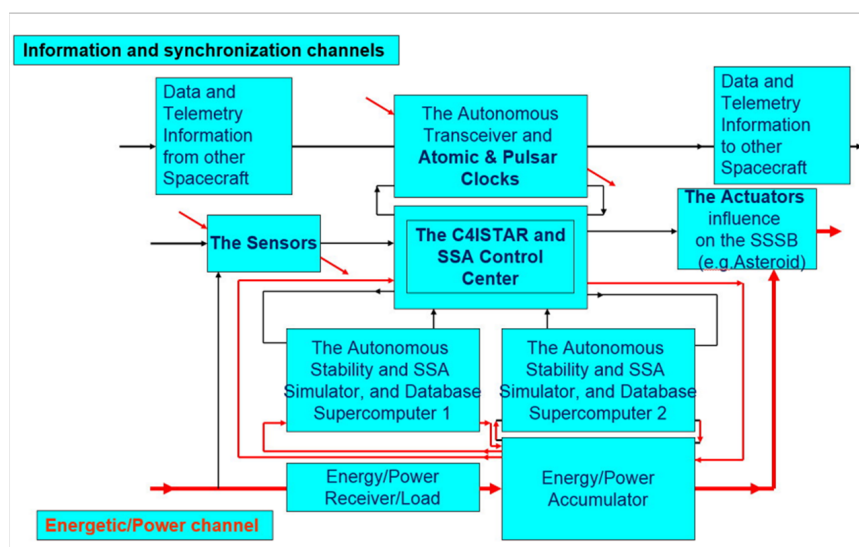 Information and synchronization channels
Data and
Telemetry
Information
from other
Spacecraft
The Autonomous
Transceiver and
Atomic & Pulsar
Clocks
Data and
Telemetry
Information
to other
Spacecraft
The Sensors
The C4ISTAR and
SSA Control
Center
The Actuators
influence
on the SSSB
(e.g.Asteroid)
The Autonomous
Stability and SSA
Simulator, and Database
Supercomputer 1
The Autonomous
Stability and SSA
Simulator, and Database
Supercomputer 2
Energy/Power
Receiver/Load
Energy/Power
Accumulator
Energetic/Power channel